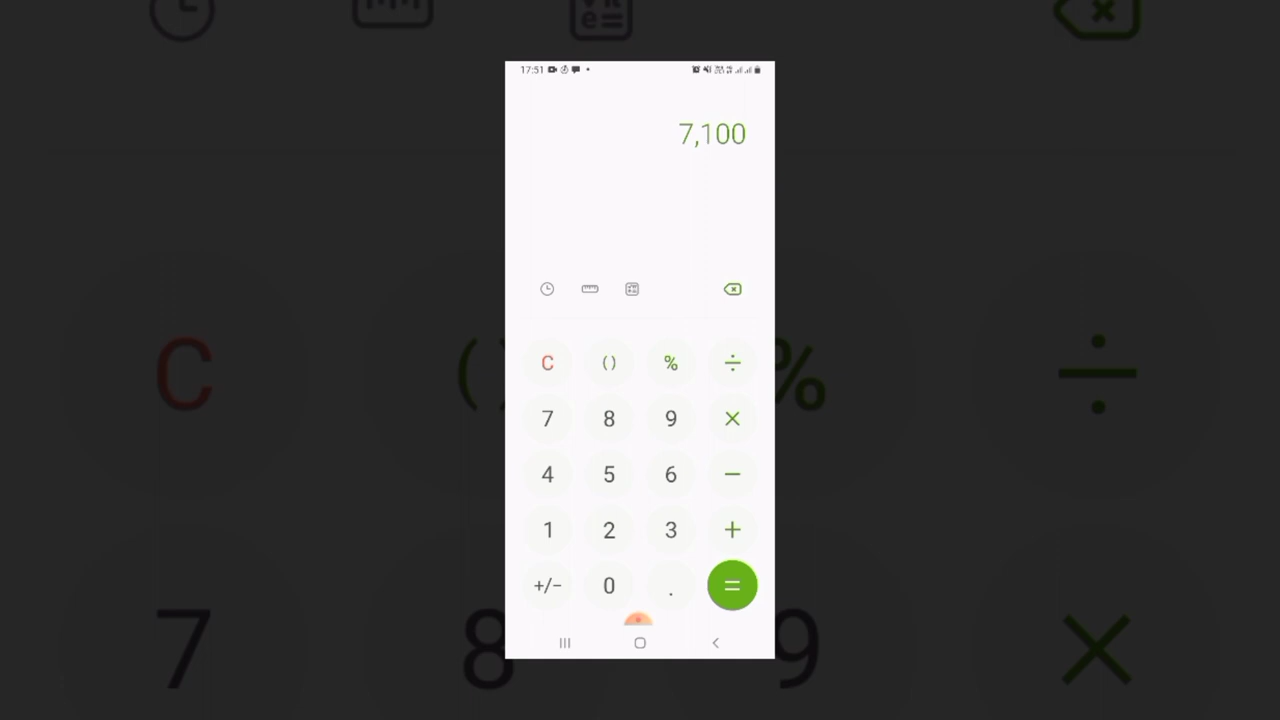 17:51
7,100
C ( ) % ÷
7 8 9 ×
4 5 6 −
1 2 3 +
+/− 0 . =